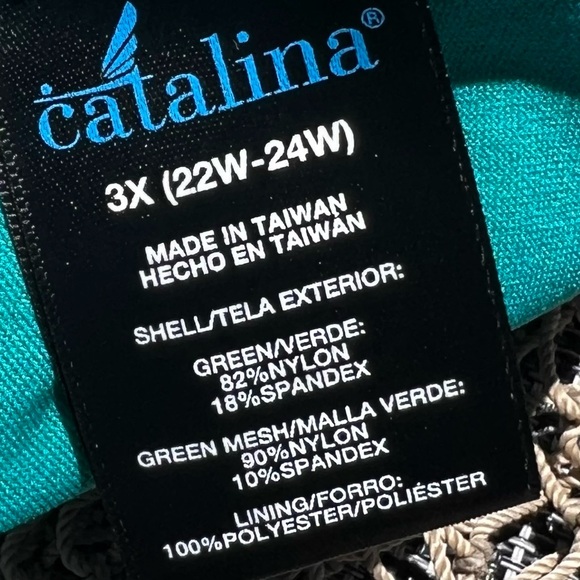 catalina®
3X (22W-24W)
MADE IN TAIWAN
HECHO EN TAIWÁN
SHELL/TELA EXTERIOR:
GREEN/VERDE:
82%NYLON
18%SPANDEX
GREEN MESH/MALLA VERDE:
90%NYLON
10%SPANDEX
LINING/FORRO:
100%POLYESTER/POLIÉSTER